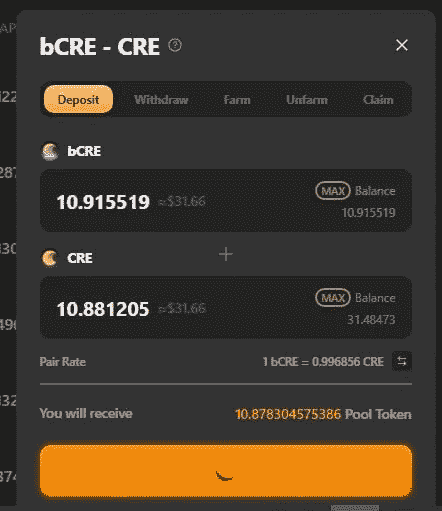 AP
bCRE - CRE
Deposit Withdraw Farm Unfarm Claim
bCRE
10.915519 ≈$31.66
MAX Balance
10.915519
CRE
10.881205 ≈$31.66
MAX Balance
31.48473
Pair Rate 1 bCRE = 0.996856 CRE
You will receive 10.878304575386 Pool Token